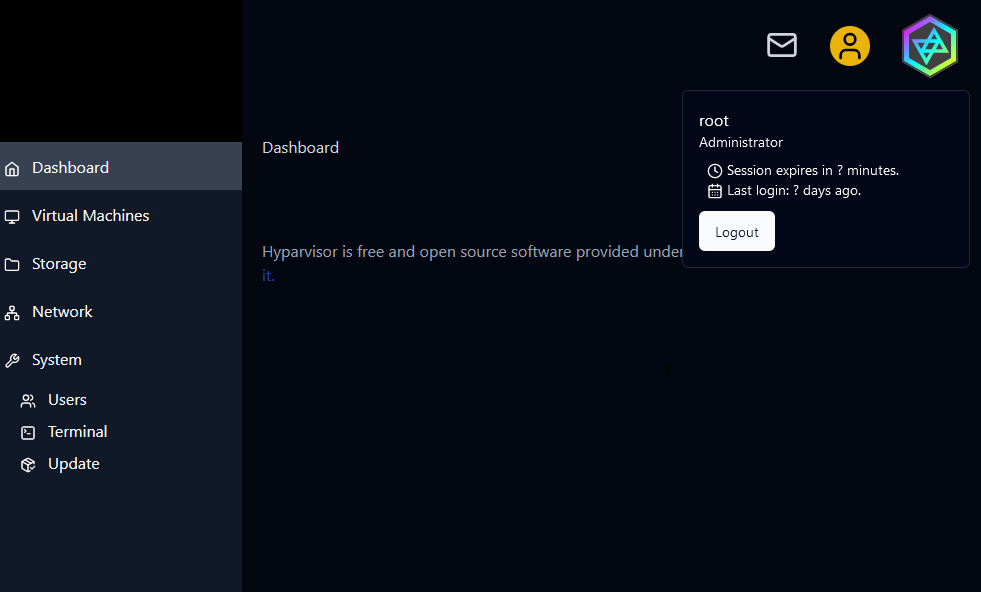 Dashboard
Virtual Machines
Storage
Network
System
Users
Terminal
Update
Dashboard
Hyparvisor is free and open source software provided under
it.
root
Administrator
Session expires in ? minutes.
Last login: ? days ago.
Logout